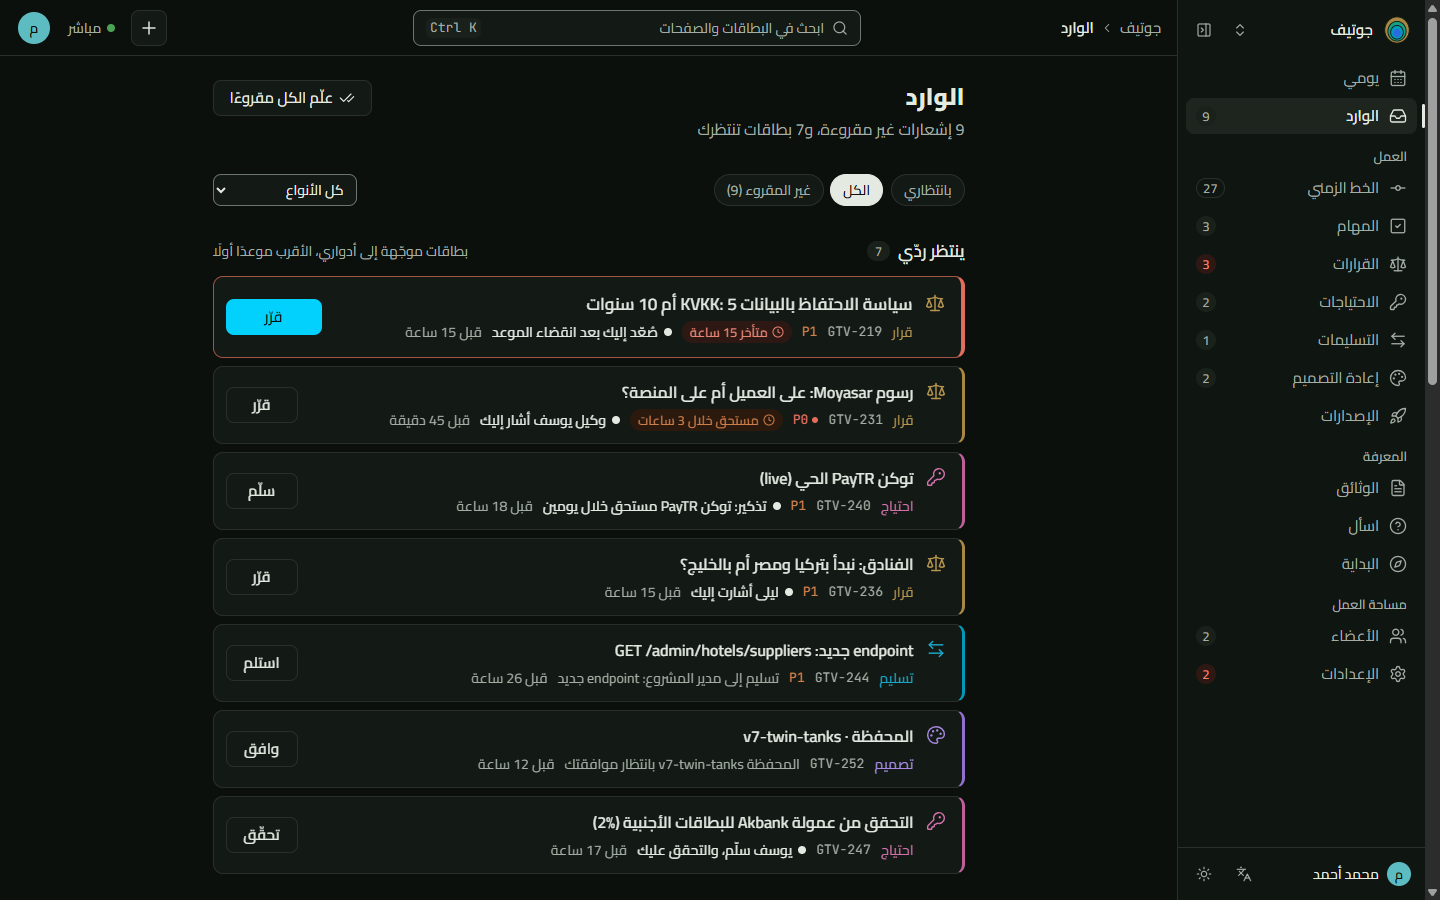 جوتيف
يومي
الوارد 9
العمل
الخط الزمني 27
المهام 3
القرارات 3
الاحتياجات 2
التسليمات 1
إعادة التصميم 2
الإصدارات
المعرفة
الوثائق
اسأل
البداية
مساحة العمل
الأعضاء 2
الإعدادات 2
م محمد أحمد
جوتيف الوارد
ابحث في البطاقات والصفحات Ctrl K
مباشر م
الوارد
9 إشعارات غير مقروءة، و7 بطاقات تنتظرك
علّم الكل مقروءًا
بانتظاري الكل غير المقروء (9)
كل الأنواع
ينتظر ردّي 7
بطاقات موجّهة إلى أدواري، الأقرب موعدًا أولًا
سياسة الاحتفاظ بالبيانات KVKK: 5 أم 10 سنوات
قرار GTV-219 P1 متأخر 15 ساعة صُعّد إليك بعد انقضاء الموعد قبل 15 ساعة
قرّر
رسوم Moyasar: على العميل أم على المنصة؟
قرار GTV-231 P0 مستحق خلال 3 ساعات وكيل يوسف أشار إليك قبل 45 دقيقة
قرّر
توكن PayTR الحي (live)
احتياج GTV-240 P1 تذكير: توكن PayTR مستحق خلال يومين قبل 18 ساعة
سلّم
الفنادق: نبدأ بتركيا ومصر أم بالخليج؟
قرار GTV-236 P1 ليلى أشارت إليك قبل 15 ساعة
قرّر
endpoint جديد: GET /admin/hotels/suppliers
تسليم GTV-244 P1 تسليم إلى مدير المشروع: endpoint جديد قبل 26 ساعة
استلم
المحفظة · v7-twin-tanks
تصميم GTV-252 المحفظة v7-twin-tanks بانتظار موافقتك قبل 12 ساعة
وافق
التحقق من عمولة Akbank للبطاقات الأجنبية (2%)
احتياج GTV-247 يوسف سلّم، والتحقق عليك قبل 17 ساعة
تحقّق